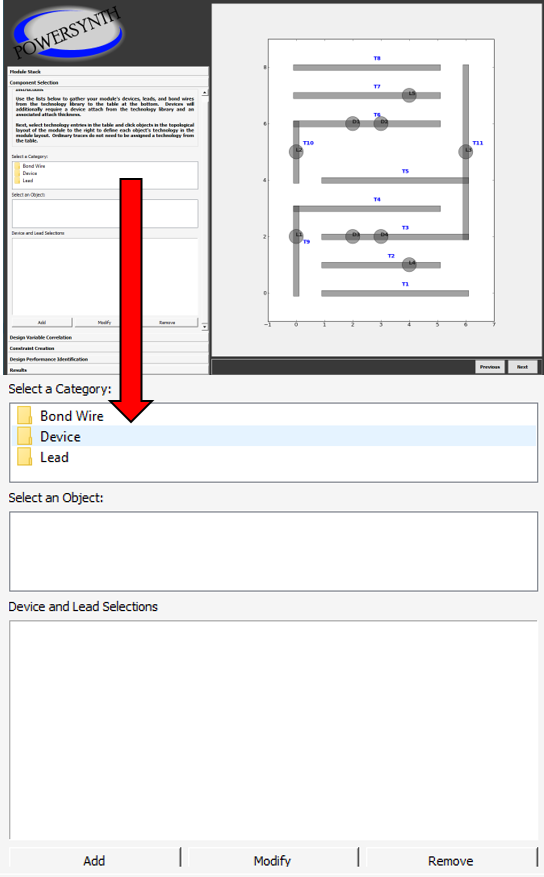 POWERSYNTH
Module Stack
Component Selection
Instructions
Use the lists below to gather your module's devices, leads, and bond wires
from the technology library to the table at the bottom. Devices will
additionally require a device attach from the technology library and an
associated attach thickness.
Next, select technology entries in the table and click objects in the topological
layout of the module to the right to define each object's technology in the
module layout. Ordinary traces do not need to be assigned a technology from
the table.
Select a Category:
Bond Wire
Device
Lead
Select an Object:
Device and Lead Selections
Add Modify Remove
Design Variable Correlation
Constraint Creation
Design Performance Identification
Results
8
6
4
2
0
−1 0 1 2 3 4 5 6 7
T8
T7
L5
T6
D1 D2
T10
T11
L2
L3
T5
T4
T3
L1
D3 D4
T9
T2
L4
T1
Previous Next
Select a Category:
Bond Wire
Device
Lead
Select an Object:
Device and Lead Selections
Add Modify Remove